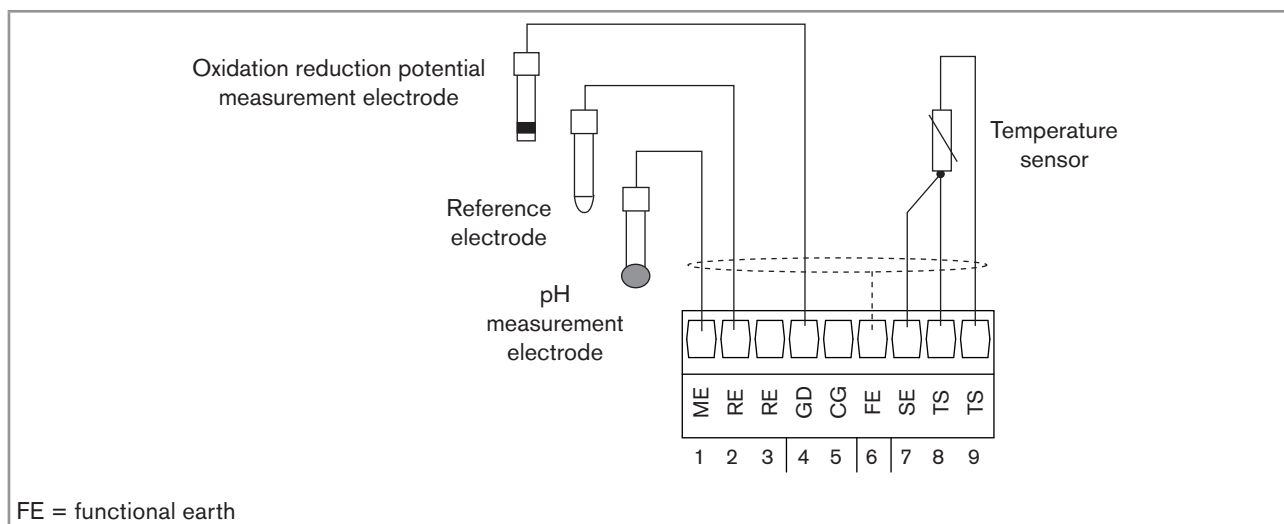 Oxidation reduction potential
measurement electrode
Reference
electrode
pH
measurement
electrode
Temperature
sensor
ME RE RE GD CG FE SE TS TS
1 2 3 4 5 6 7 8 9
FE = functional earth